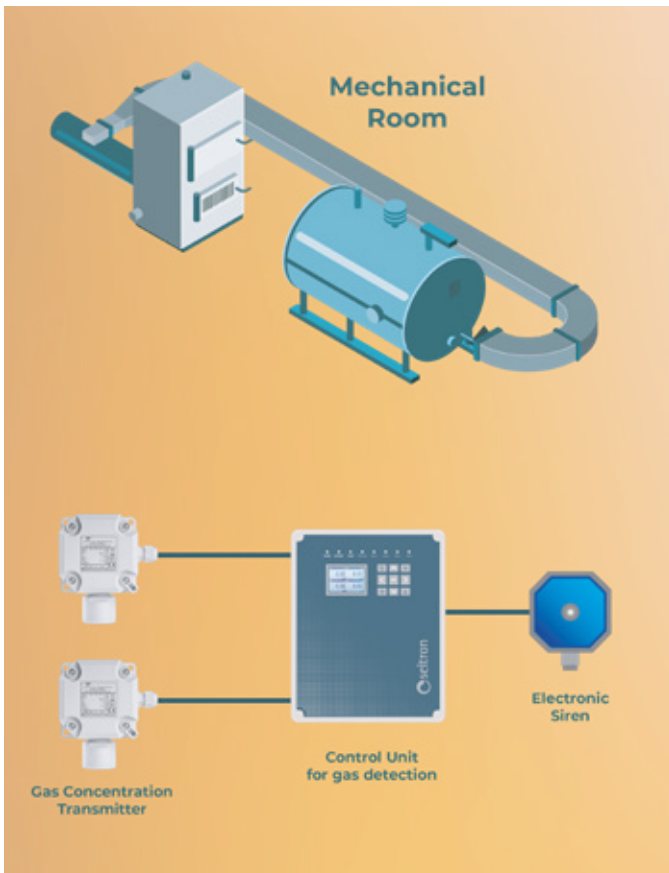 Mechanical
Room
seitron
Electronic
Siren
Control Unit
for gas detection
Gas Concentration
Transmitter